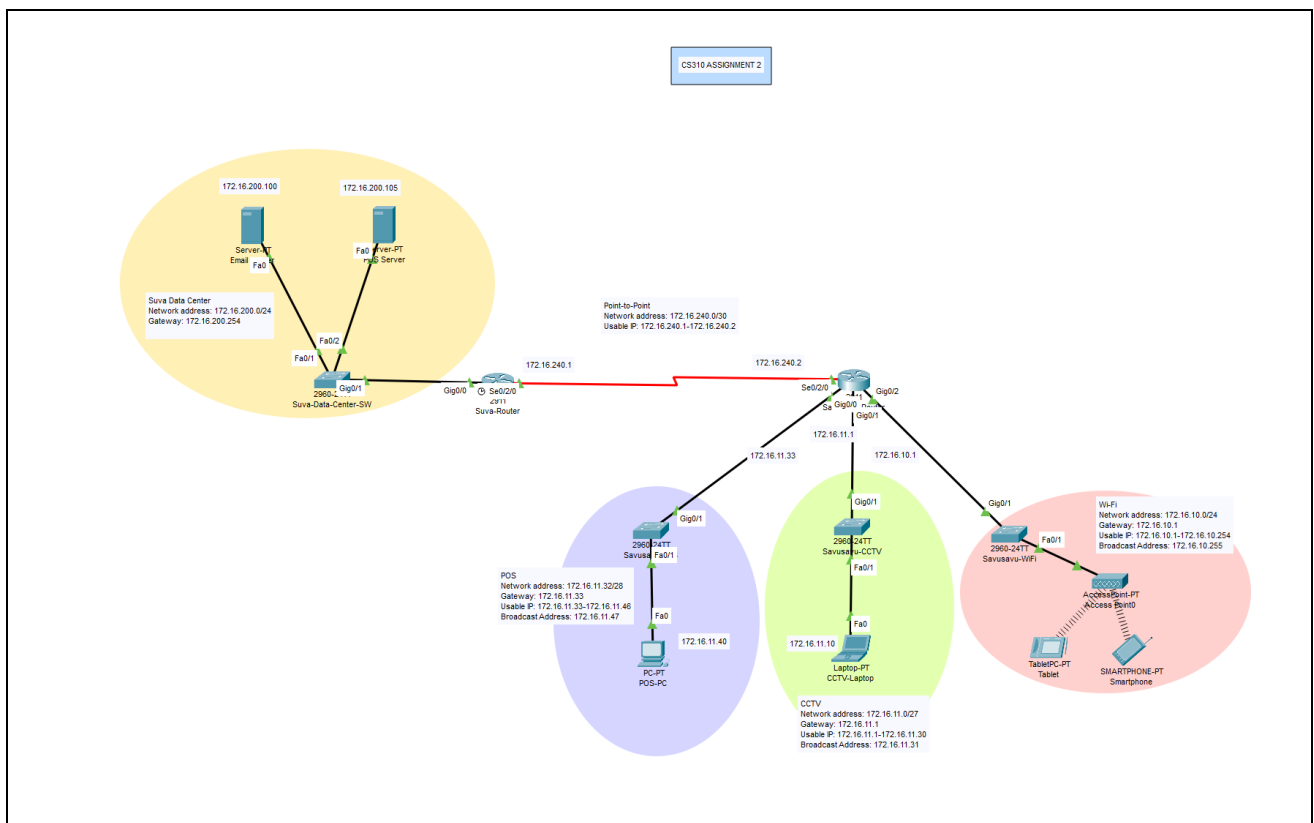 CS310 ASSIGNMENT 2
172.16.200.100
172.16.200.105
Server-PT
Email
Fa0
Fa0
erver-PT
Server
Suva Data Center
Network address: 172.16.200.0/24
Gateway: 172.16.200.254
Fa0/2
Fa0/1
Gig0/1
Suva-Data-Center-SW
Gig0/0
Se0/2/0
2911
Suva-Router
172.16.240.1
Point-to-Point
Network address: 172.16.240.0/30
Usable IP: 172.16.240.1-172.16.240.2
172.16.240.2
Se0/2/0
Gig0/2
Gig0/0
Gig0/1
172.16.11.1
172.16.11.33
172.16.10.1
Gig0/1
2960-24TT
Fa0/1
POS
Network address: 172.16.11.32/28
Gateway: 172.16.11.33
Usable IP: 172.16.11.33-172.16.11.46
Broadcast Address: 172.16.11.47
Fa0
172.16.11.40
PC-PT
POS-PC
Gig0/1
2960-24TT
Savusavu-CCTV
Fa0/1
Fa0
172.16.11.10
Laptop-PT
CCTV-Laptop
CCTV
Network address: 172.16.11.0/27
Gateway: 172.16.11.1
Usable IP: 172.16.11.1-172.16.11.30
Broadcast Address: 172.16.11.31
Gig0/1
2960-24TT
Savusavu-WiFi
Fa0/1
Wi-Fi
Network address: 172.16.10.0/24
Gateway: 172.16.10.1
Usable IP: 172.16.10.1-172.16.10.254
Broadcast Address: 172.16.10.255
AccessPoint-PT
Access Point0
TabletPC-PT
Tablet
SMARTPHONE-PT
Smartphone